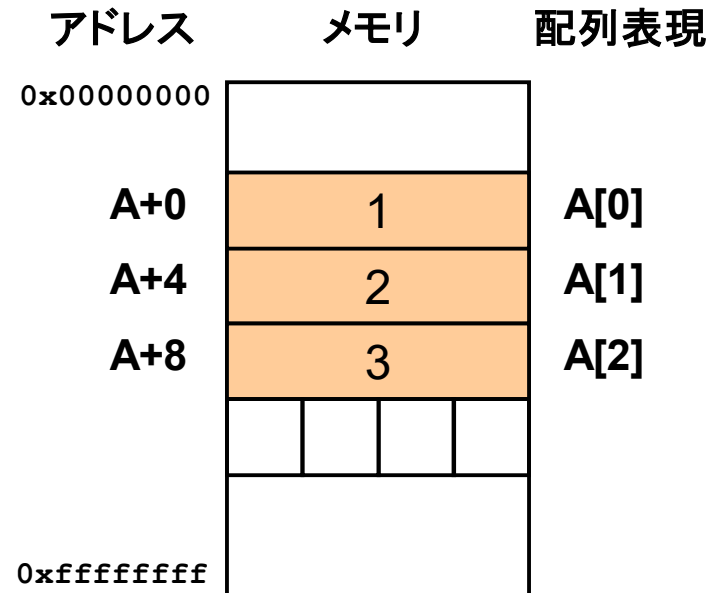 アドレス メモリ 配列表現
0x00000000
A+0 1 A[0]
A+4 2 A[1]
A+8 3 A[2]
0xffffffff